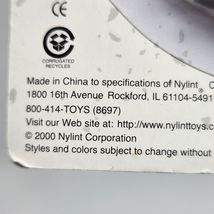 CE
CORRUGATED
RECYCLES
Made in China to specifications of Nylint
1800 16th Avenue Rockford, IL 61104-5491
800-414-TOYS (8697)
Visit our Web site at: http://www.nylinttoys.
© 2000 Nylint Corporation
Styles and colors subject to change without